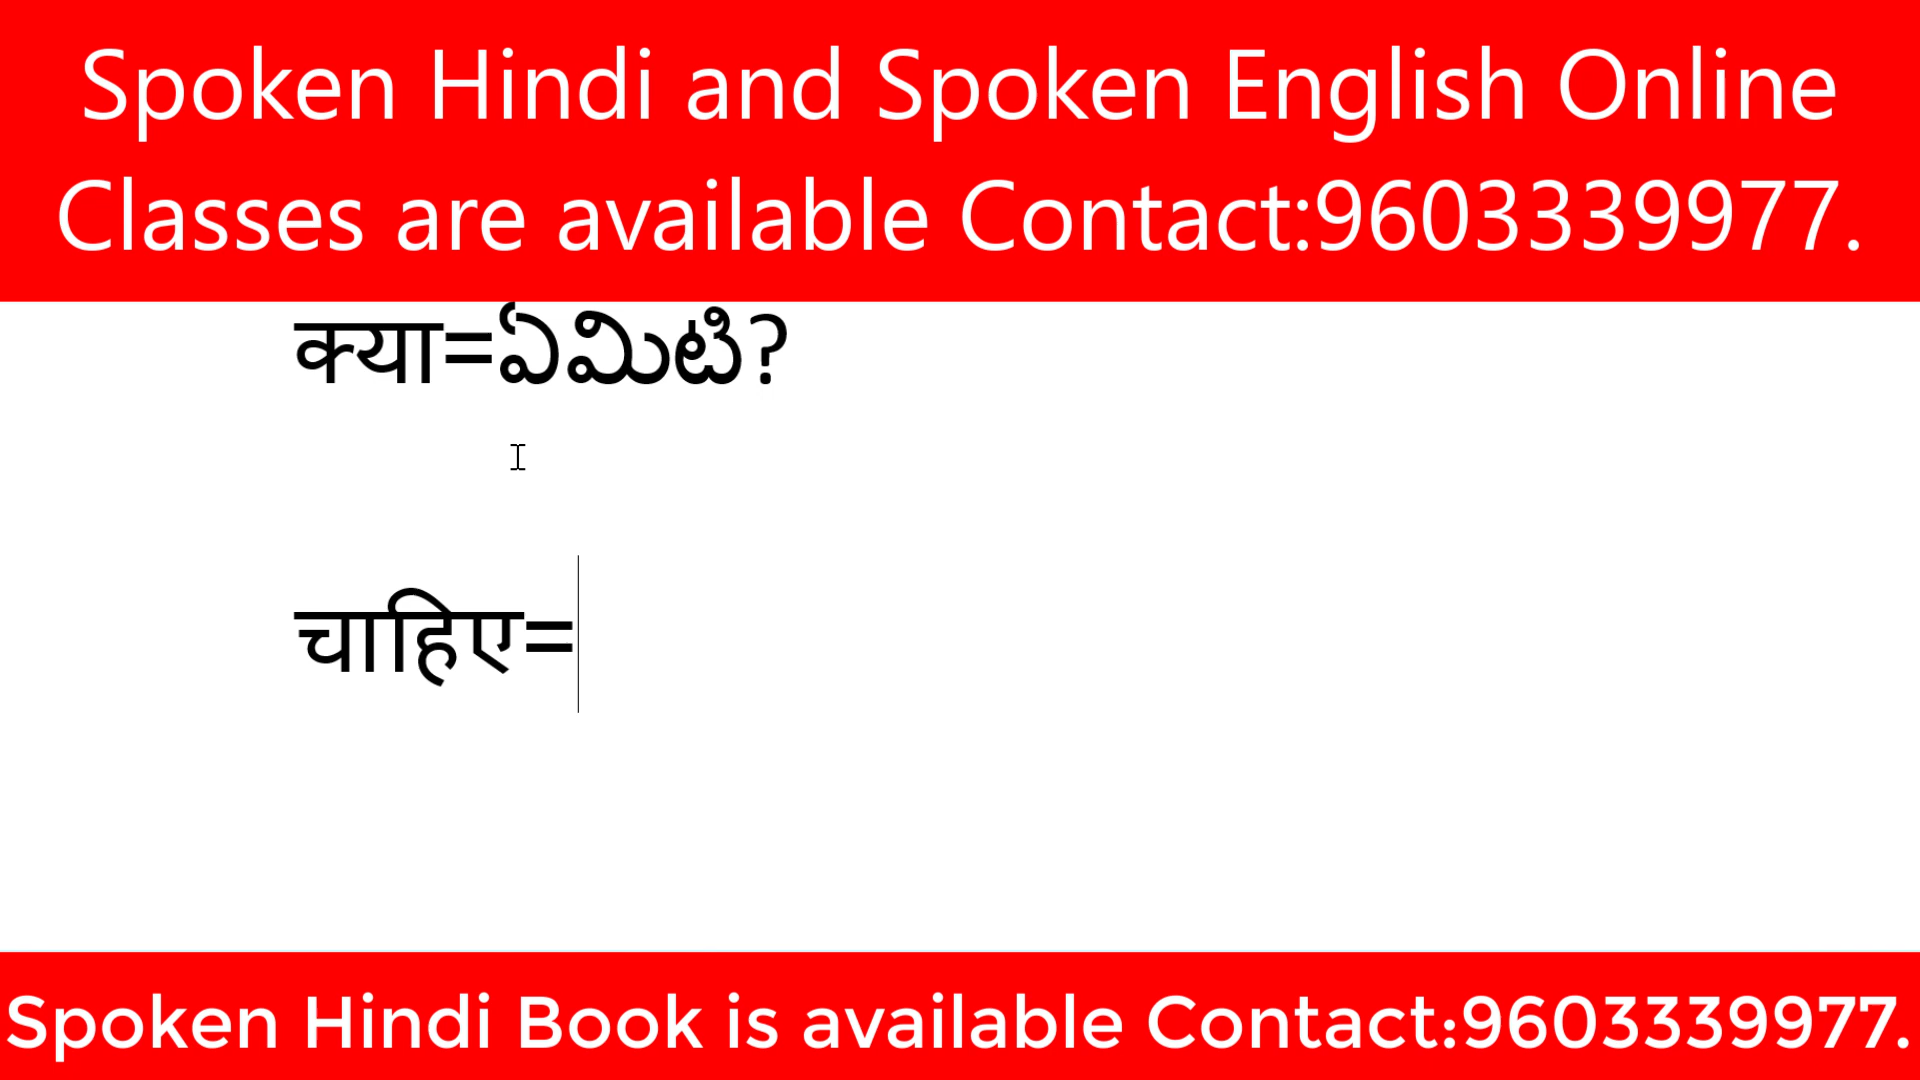 Spoken Hindi and Spoken English Online
Classes are available Contact:9603339977.
क्या=ఏమిటి?
चाहिए=
Spoken Hindi Book is available Contact:9603339977.